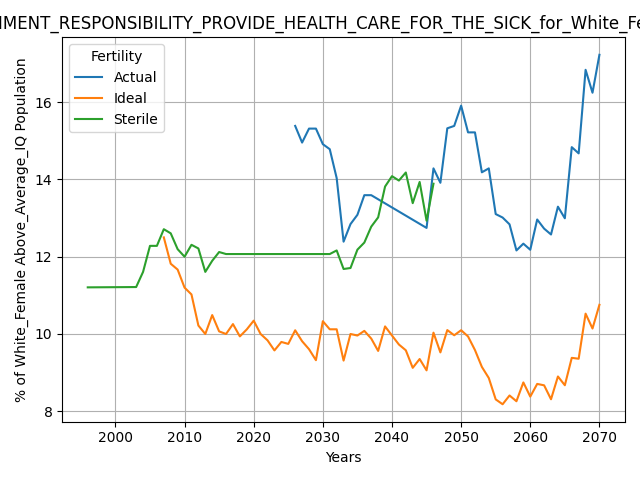 NMENT_RESPONSIBILITY_PROVIDE_HEALTH_CARE_FOR_THE_SICK_for_White_Fe
Fertility
Actual
Ideal
Sterile
% of White_Female Above_Average_IQ Population
16
14
12
10
8
2000 2010 2020 2030 2040 2050 2060 2070
Years